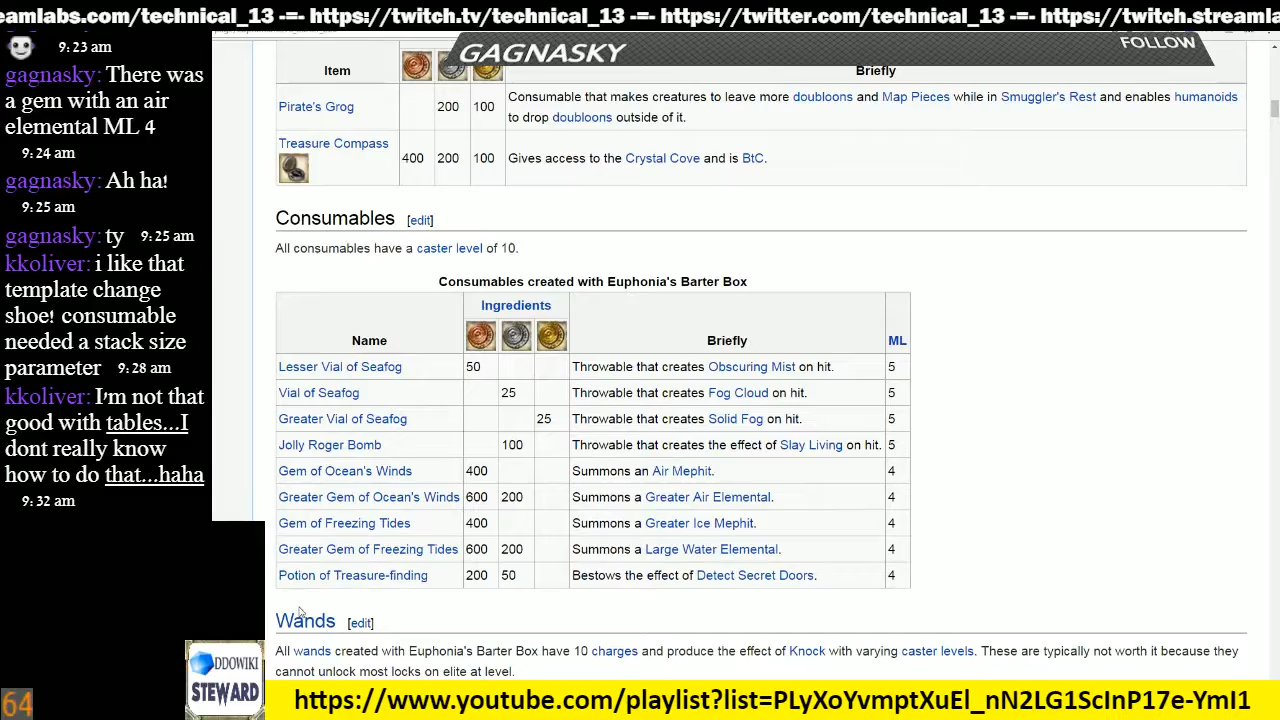 eamlabs.com/technical_13 -=- https://twitch.tv/technical_13 -=- https://twitter.com/technical_13 -=- https://twitch.streamla
9:23 am
gagnasky: There was
a gem with an air
elemental ML 4
9:24 am
gagnasky: Ah ha!
9:25 am
gagnasky: ty 9:25 am
kkoliver: i like that
template change
shoe! consumable
needed a stack size
parameter 9:28 am
kkoliver: I'm not that
good with tables...I
dont really know
how to do that...haha
9:32 am
64
DDOWIKI
STEWARD
GAGNASKY
FOLLOW
Item Briefly
Pirate's Grog 200 100 Consumable that makes creatures to leave more doubloons and Map Pieces while in Smuggler's Rest and enables humanoids
to drop doubloons outside of it.
Treasure Compass 400 200 100 Gives access to the Crystal Cove and is BtC.
Consumables [edit]
All consumables have a caster level of 10.
Consumables created with Euphonia's Barter Box
Ingredients
Name Briefly ML
Lesser Vial of Seafog 50 Throwable that creates Obscuring Mist on hit. 5
Vial of Seafog 25 Throwable that creates Fog Cloud on hit. 5
Greater Vial of Seafog 25 Throwable that creates Solid Fog on hit. 5
Jolly Roger Bomb 100 Throwable that creates the effect of Slay Living on hit. 5
Gem of Ocean's Winds 400 Summons an Air Mephit. 4
Greater Gem of Ocean's Winds 600 200 Summons a Greater Air Elemental. 4
Gem of Freezing Tides 400 Summons a Greater Ice Mephit. 4
Greater Gem of Freezing Tides 600 200 Summons a Large Water Elemental. 4
Potion of Treasure-finding 200 50 Bestows the effect of Detect Secret Doors. 4
Wands [edit]
All wands created with Euphonia's Barter Box have 10 charges and produce the effect of Knock with varying caster levels. These are typically not worth it because they
cannot unlock most locks on elite at level.
https://www.youtube.com/playlist?list=PLyXoYvmptXuEl_nN2LG1ScInP17e-YmI1